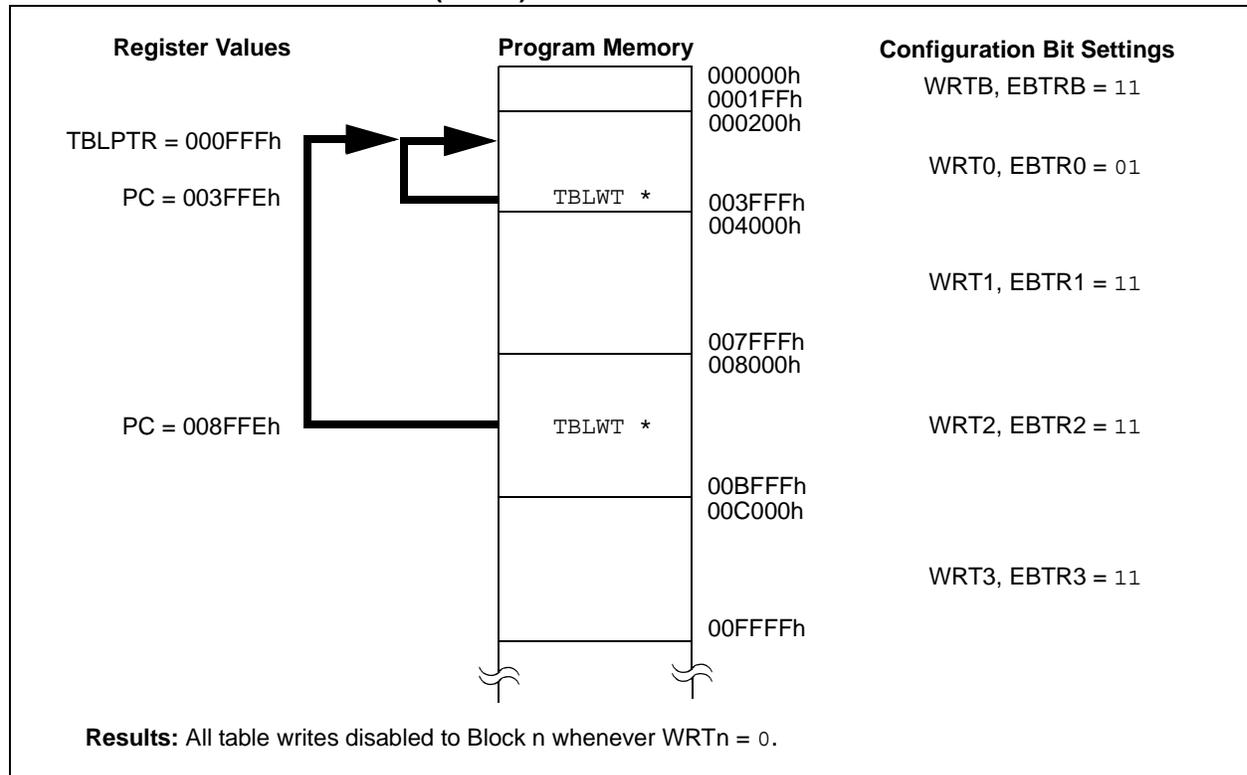 Register Values
Program Memory
Configuration Bit Settings
000000h
WRTB, EBTRB = 11
0001FFh
000200h
TBLPTR = 000FFFh
WRT0, EBTR0 = 01
PC = 003FFEh
TBLWT *
003FFFh
004000h
WRT1, EBTR1 = 11
007FFFh
008000h
PC = 008FFEh
TBLWT *
WRT2, EBTR2 = 11
00BFFFh
00C000h
WRT3, EBTR3 = 11
00FFFFh
Results: All table writes disabled to Block n whenever WRTn = 0.